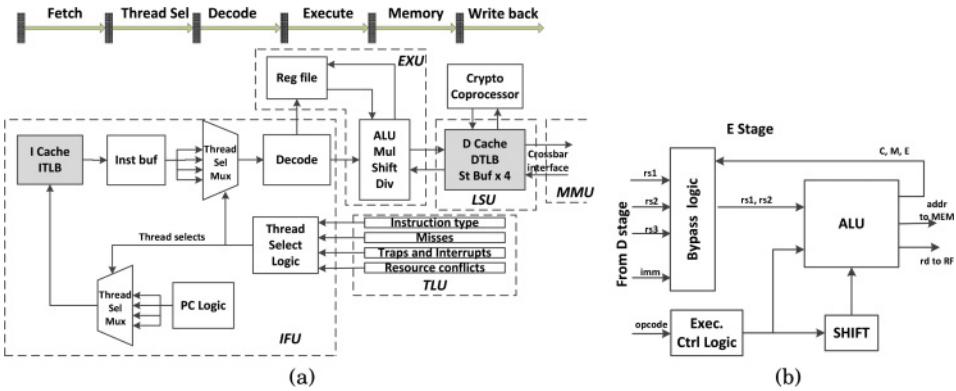 Fetch
Thread Sel
Decode
Execute
Memory
Write back
EXU
Reg file
Crypto
Coprocessor
I Cache
ITLB
Inst buf
Thread
Sel
Mux
Decode
ALU
Mul
Shift
Div
D Cache
DTLB
St Buf x 4
Crossbar
interface
LSU
MMU
Thread selects
Thread
Select
Logic
Instruction type
Misses
Traps and Interrupts
Resource conflicts
TLU
Thread
Sel
Mux
PC Logic
IFU
(a)
E Stage
C, M, E
From D stage
rs1
rs2
rs3
imm
Bypass logic
rs1, rs2
ALU
addr
to MEM
rd to RF
opcode
Exec.
Ctrl Logic
SHIFT
(b)